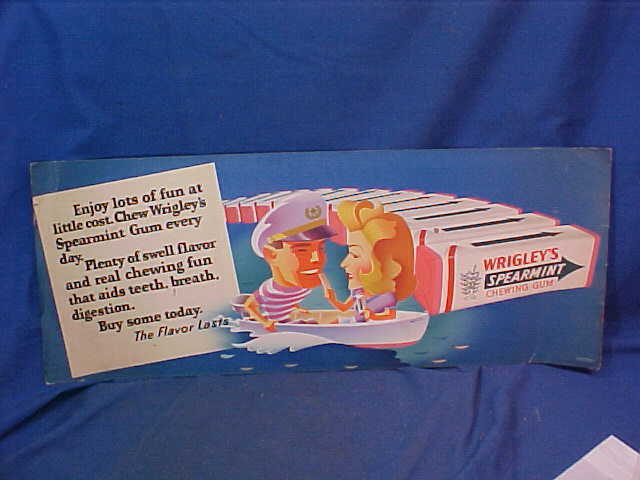 Enjoy lots of fun at
little cost. Chew Wrigley's
Spearmint Gum every
day.
Plenty of swell flavor
and real chewing fun
that aids teeth, breath,
digestion.
Buy some today.
The Flavor Lasts
WRIGLEY'S
SPEARMINT
CHEWING GUM